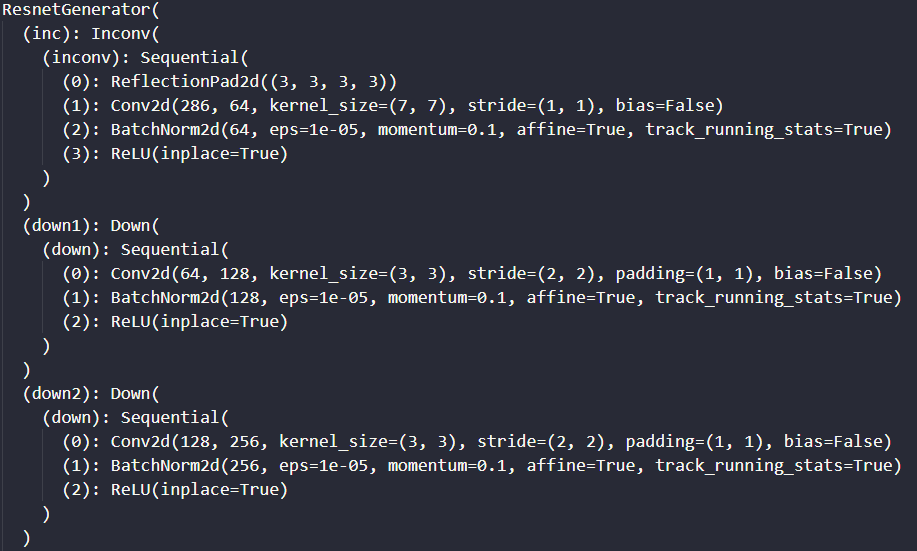 ResnetGenerator(
  (inc): Inconv(
    (inconv): Sequential(
      (0): ReflectionPad2d((3, 3, 3, 3))
      (1): Conv2d(286, 64, kernel_size=(7, 7), stride=(1, 1), bias=False)
      (2): BatchNorm2d(64, eps=1e-05, momentum=0.1, affine=True, track_running_stats=True)
      (3): ReLU(inplace=True)
    )
  )
  (down1): Down(
    (down): Sequential(
      (0): Conv2d(64, 128, kernel_size=(3, 3), stride=(2, 2), padding=(1, 1), bias=False)
      (1): BatchNorm2d(128, eps=1e-05, momentum=0.1, affine=True, track_running_stats=True)
      (2): ReLU(inplace=True)
    )
  )
  (down2): Down(
    (down): Sequential(
      (0): Conv2d(128, 256, kernel_size=(3, 3), stride=(2, 2), padding=(1, 1), bias=False)
      (1): BatchNorm2d(256, eps=1e-05, momentum=0.1, affine=True, track_running_stats=True)
      (2): ReLU(inplace=True)
    )
  )